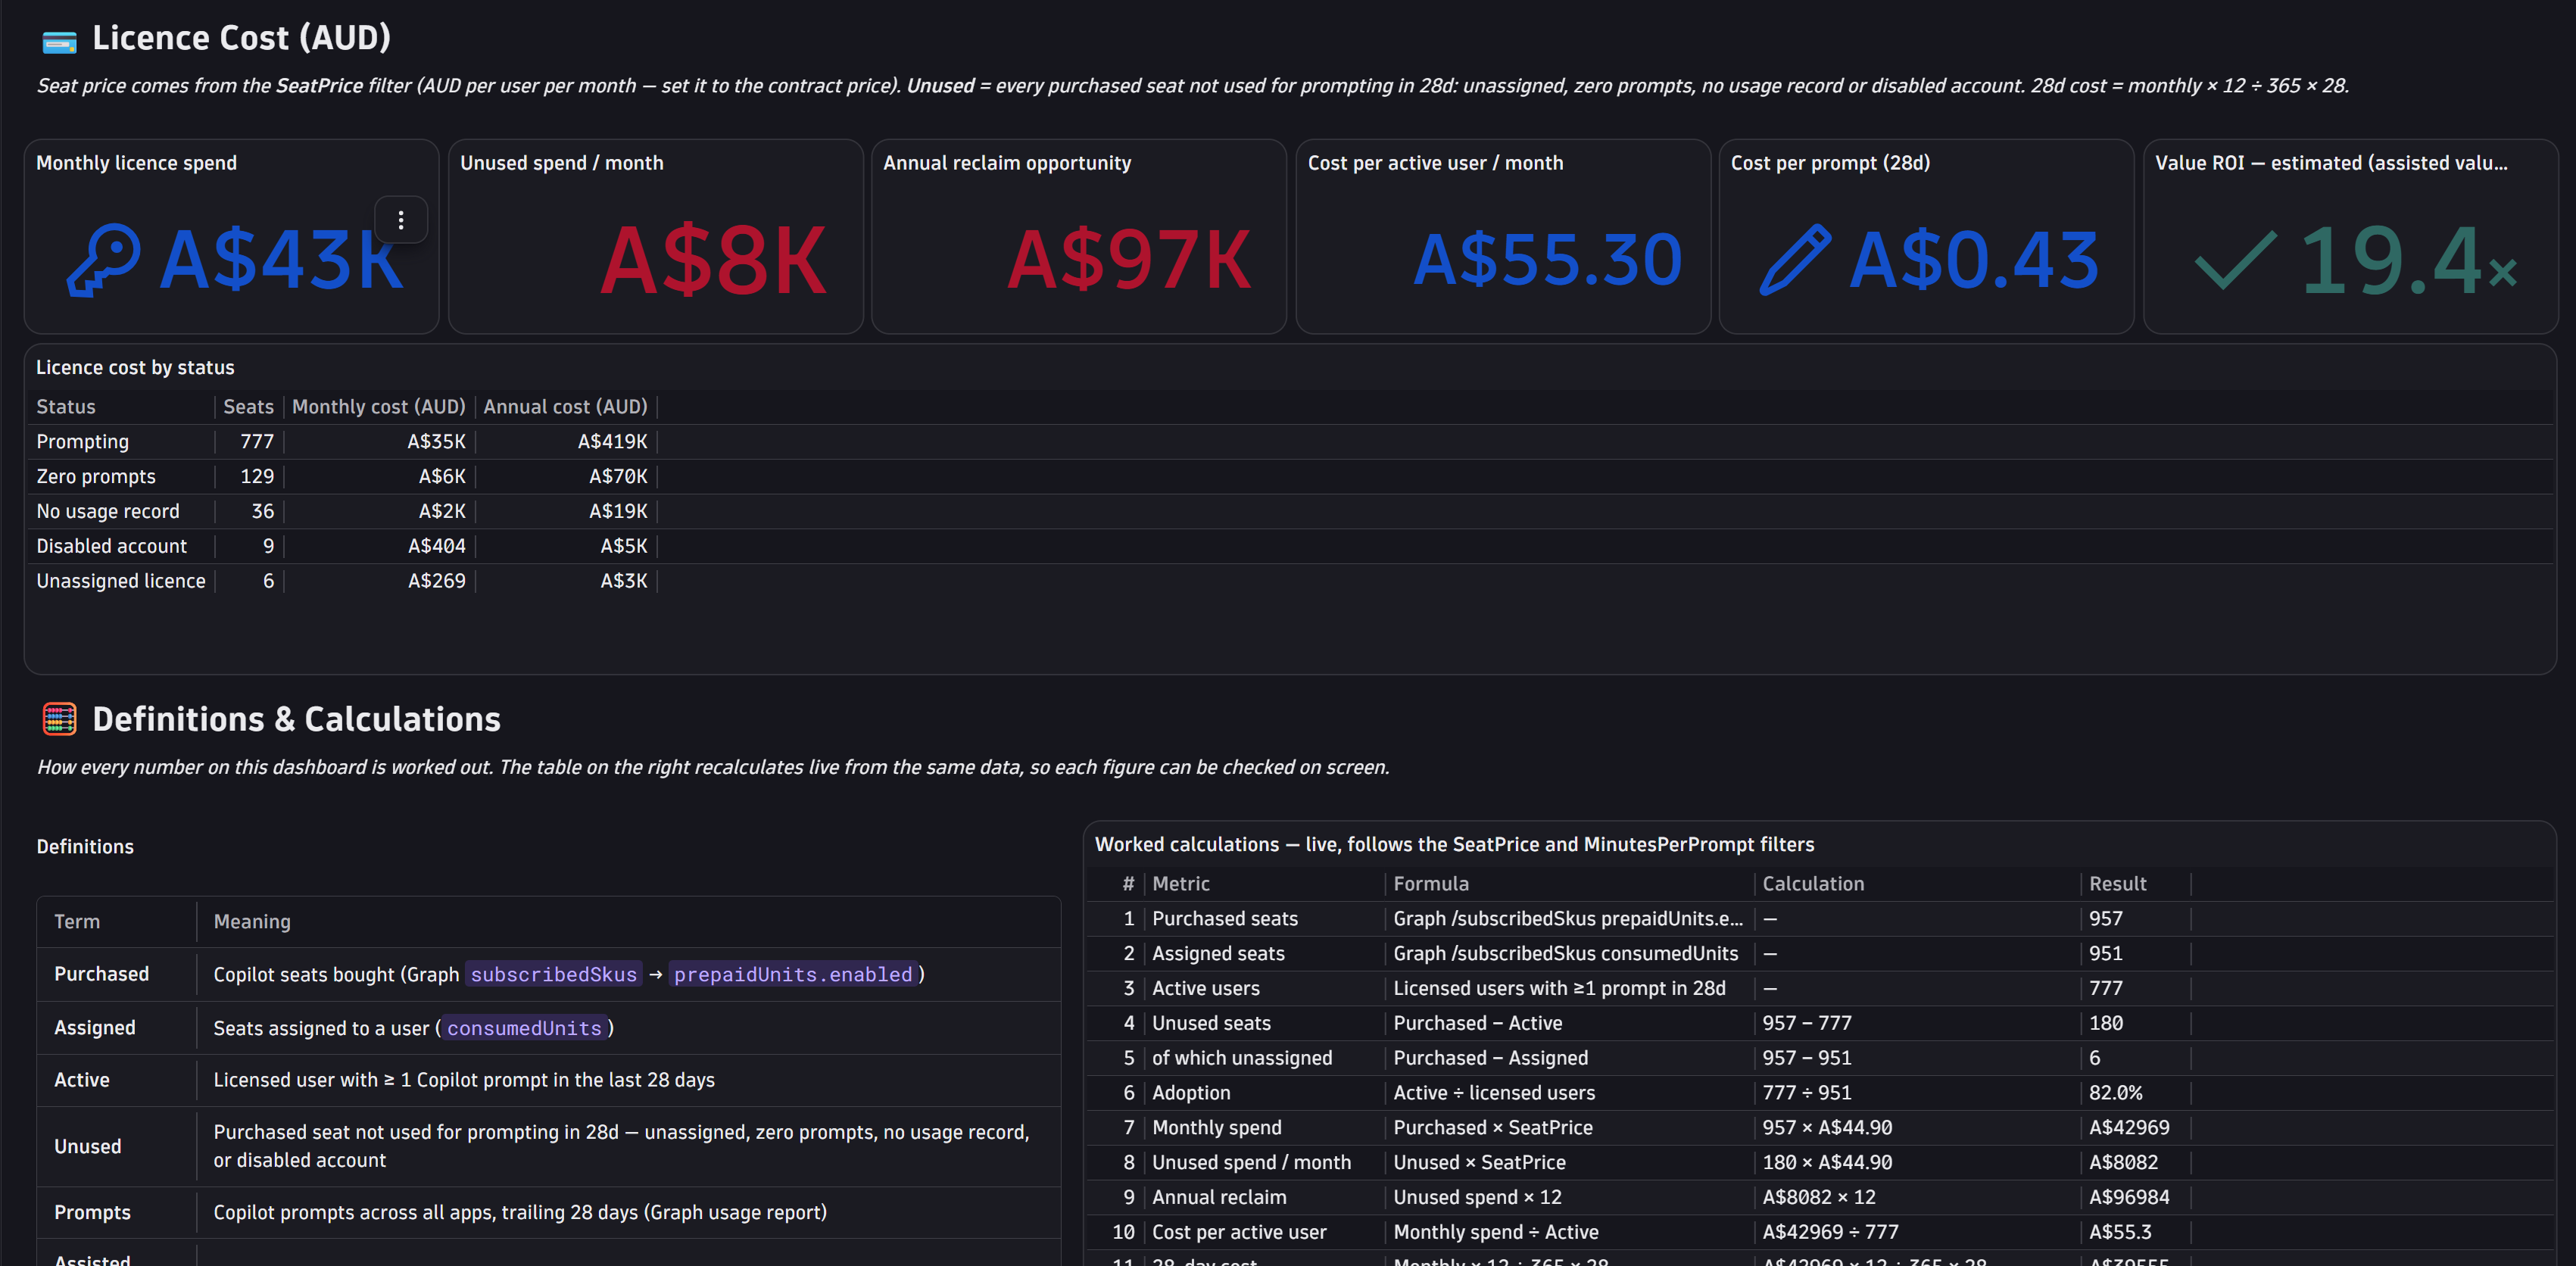 Licence Cost (AUD)
Seat price comes from the SeatPrice filter (AUD per user per month — set it to the contract price). Unused = every purchased seat not used for prompting in 28d: unassigned, zero prompts, no usage record or disabled account. 28d cost = monthly × 12 ÷ 365 × 28.
Monthly licence spend
A$43K
Unused spend / month
A$8K
Annual reclaim opportunity
A$97K
Cost per active user / month
A$55.30
Cost per prompt (28d)
A$0.43
Value ROI — estimated (assisted valu...
19.4×
Licence cost by status
Status Seats Monthly cost (AUD) Annual cost (AUD)
Prompting 777 A$35K A$419K
Zero prompts 129 A$6K A$70K
No usage record 36 A$2K A$19K
Disabled account 9 A$404 A$5K
Unassigned licence 6 A$269 A$3K
Definitions & Calculations
How every number on this dashboard is worked out. The table on the right recalculates live from the same data, so each figure can be checked on screen.
Definitions
Term Meaning
Purchased Copilot seats bought (Graph subscribedSkus → prepaidUnits.enabled)
Assigned Seats assigned to a user (consumedUnits)
Active Licensed user with ≥ 1 Copilot prompt in the last 28 days
Unused Purchased seat not used for prompting in 28d — unassigned, zero prompts, no usage record,
or disabled account
Prompts Copilot prompts across all apps, trailing 28 days (Graph usage report)
Assisted
Worked calculations — live, follows the SeatPrice and MinutesPerPrompt filters
# Metric Formula Calculation Result
1 Purchased seats Graph /subscribedSkus prepaidUnits.e... — 957
2 Assigned seats Graph /subscribedSkus consumedUnits — 951
3 Active users Licensed users with ≥1 prompt in 28d — 777
4 Unused seats Purchased − Active 957 − 777 180
5 of which unassigned Purchased − Assigned 957 − 951 6
6 Adoption Active ÷ licensed users 777 ÷ 951 82.0%
7 Monthly spend Purchased × SeatPrice 957 × A$44.90 A$42969
8 Unused spend / month Unused × SeatPrice 180 × A$44.90 A$8082
9 Annual reclaim Unused spend × 12 A$8082 × 12 A$96984
10 Cost per active user Monthly spend ÷ Active A$42969 ÷ 777 A$55.3
11 28-day cost Monthly × 12 ÷ 365 × 28 A$42969 × 12 ÷ 365 × 28 A$39555